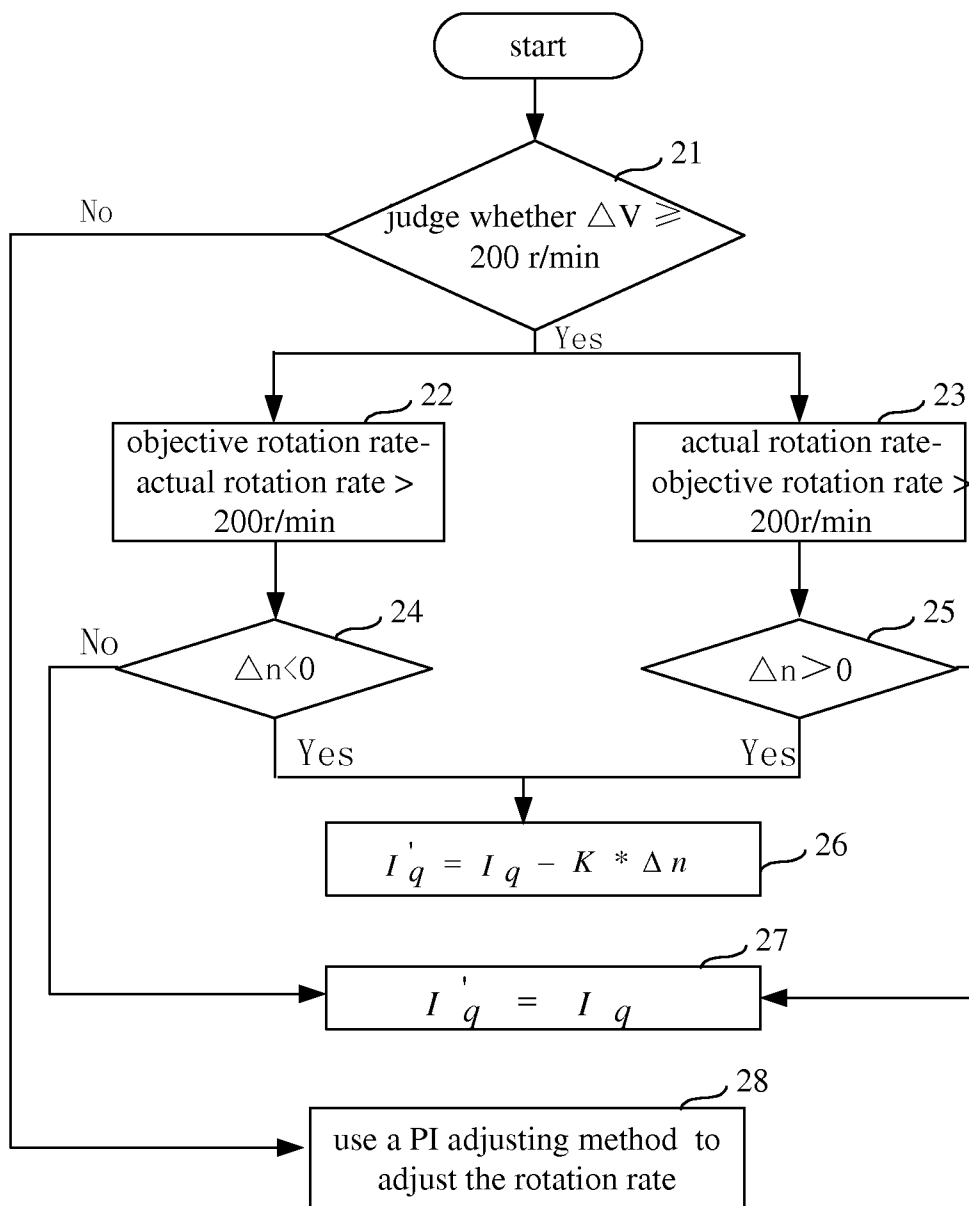 start
21
No
judge whether △V ≥
200 r/min
Yes
22
23
objective rotation rate-
actual rotation rate >
200r/min
actual rotation rate-
objective rotation rate >
200r/min
24
25
No
△n<0
△n>0
Yes
Yes
I'q = Iq − K * Δn
26
27
I'q = Iq
28
use a PI adjusting method to
adjust the rotation rate